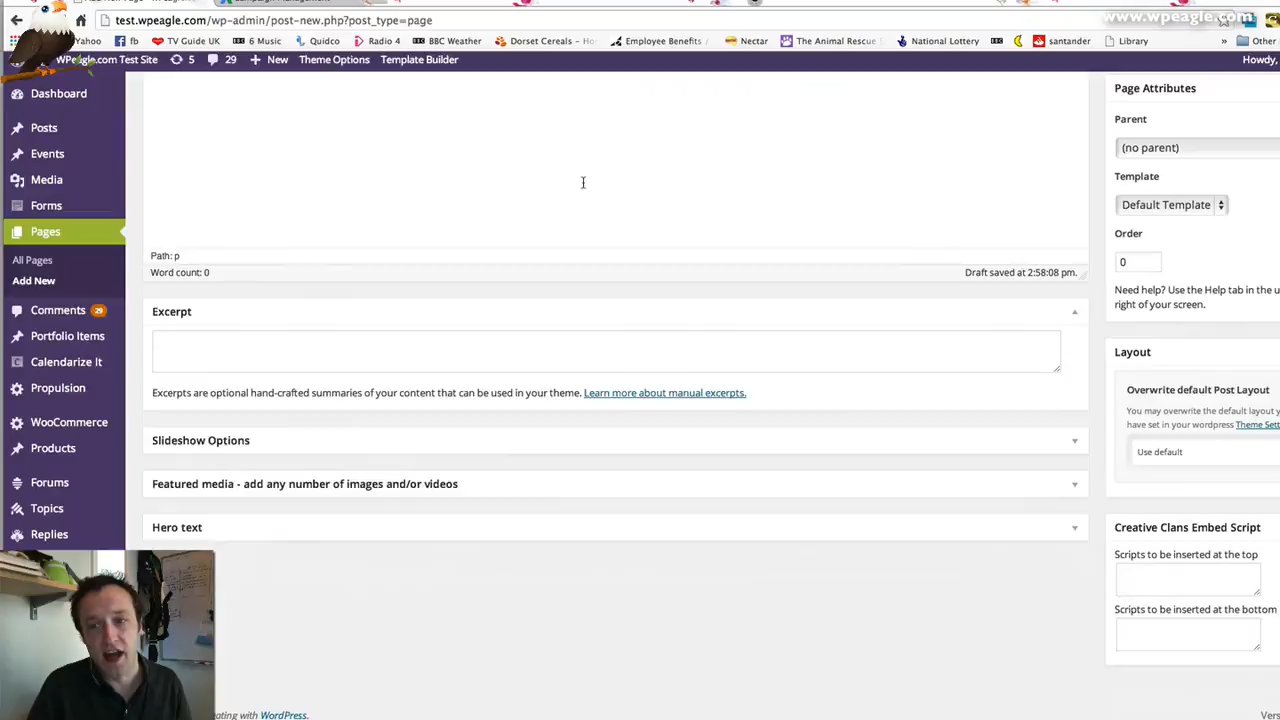 test.wpeagle.com/wp-admin/post-new.php?post_type=page
www.wpeagle.com
Yahoo
fb
TV Guide UK
6 Music
Quidco
Radio 4
BBC Weather
Dorset Cereals - Ho
Employee Benefits
Nectar
The Animal Rescue
National Lottery
santander
Library
»
Other
WPeagle.com Test Site
5
29
+ New
Theme Options
Template Builder
Howdy,
Dashboard
Posts
Events
Media
Forms
Pages
All Pages
Add New
Comments 29
Portfolio Items
Calendarize It
Propulsion
WooCommerce
Products
Forums
Topics
Replies
Path: p
Word count: 0
Draft saved at 2:58:08 pm.
Excerpt
Excerpts are optional hand-crafted summaries of your content that can be used in your theme. Learn more about manual excerpts.
Slideshow Options
Featured media - add any number of images and/or videos
Hero text
Page Attributes
Parent
(no parent)
Template
Default Template
Order
0
Need help? Use the Help tab in the u
right of your screen.
Layout
Overwrite default Post Layout
You may overwrite the default layout y
have set in your wordpress Theme Sett
Use default
Creative Clans Embed Script
Scripts to be inserted at the top
Scripts to be inserted at the bottom
ating with WordPress.
Vers